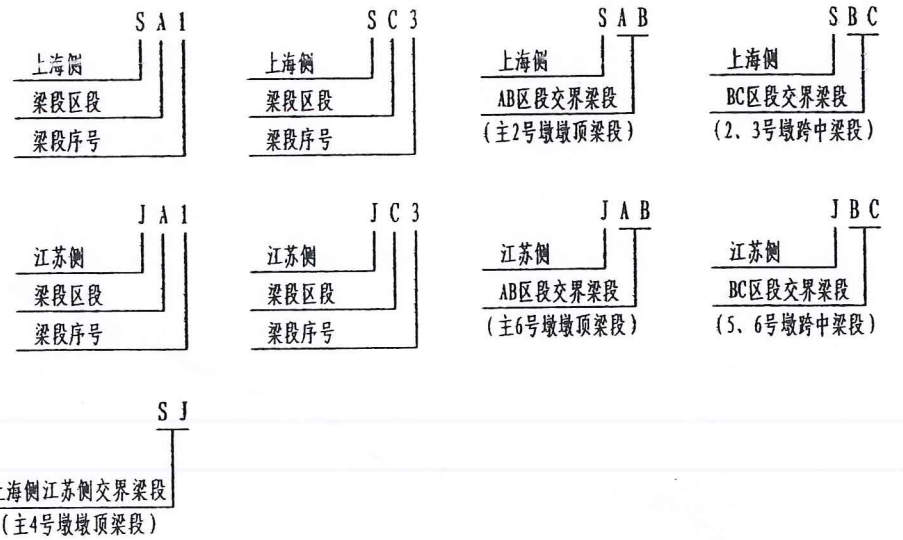 S A 1
上海侧
梁段区段
梁段序号
S C 3
上海侧
梁段区段
梁段序号
S A B
上海侧
AB区段交界梁段
(主2号墩墩顶梁段)
S B C
上海侧
BC区段交界梁段
(2、3号墩跨中梁段)
J A 1
江苏侧
梁段区段
梁段序号
J C 3
江苏侧
梁段区段
梁段序号
J A B
江苏侧
AB区段交界梁段
(主6号墩墩顶梁段)
J B C
江苏侧
BC区段交界梁段
(5、6号墩跨中梁段)
S J
上海侧江苏侧交界梁段
(主4号墩墩顶梁段)